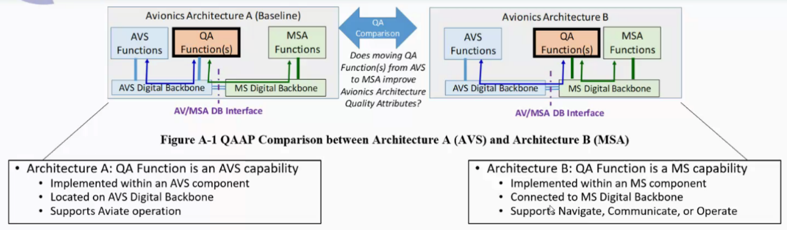 Avionics Architecture A (Baseline)
AVS
Functions
QA
Function(s)
MSA
Functions
AVS Digital Backbone
MS Digital Backbone
AV/MSA DB Interface
QA
Comparison
Does moving QA
Function(s) from AVS
to MSA improve
Avionics Architecture
Quality Attributes?
Avionics Architecture B
AVS
Functions
QA
Function(s)
MSA
Functions
AVS Digital Backbone
MS Digital Backbone
AV/MSA DB Interface
Figure A-1 QAAP Comparison between Architecture A (AVS) and Architecture B (MSA)
• Architecture A: QA Function is an AVS capability
• Implemented within an AVS component
• Located on AVS Digital Backbone
• Supports Aviate operation
• Architecture B: QA Function is a MS capability
• Implemented within an MS component
• Connected to MS Digital Backbone
• Supports Navigate, Communicate, or Operate